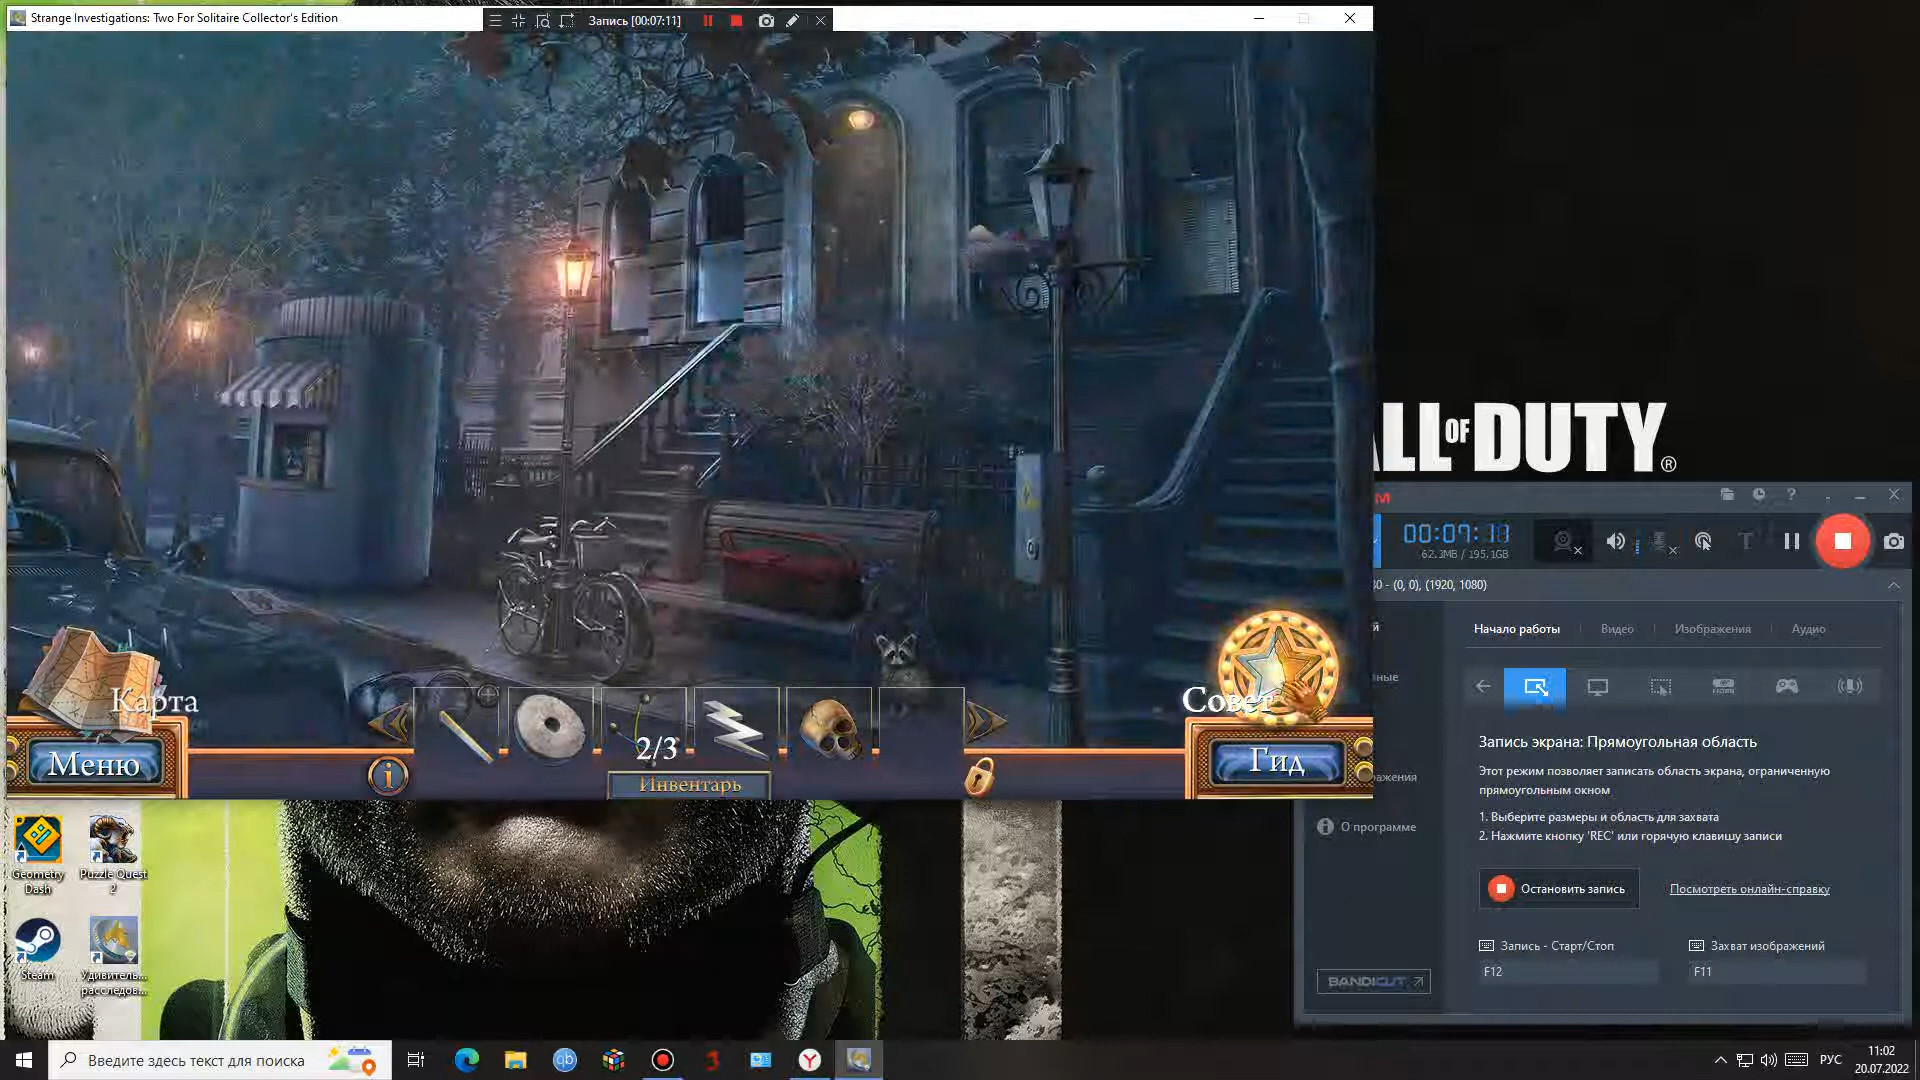 Strange Investigations: Two For Solitaire Collector's Edition
Запись [00:07:11]
Карта
Меню
2/3
Инвентарь
Совет
Гид
ALL OF DUTY®
00:07:11
62.3MB / 195.1GB
30 - (0, 0), (1920, 1080)
Начало работы
Видео
Изображения
Аудио
Запись экрана: Прямоугольная область
Этот режим позволяет записать область экрана, ограниченную
прямоугольным окном
1. Выберите размеры и область для захвата
2. Нажмите кнопку 'REC' или горячую клавишу записи
О программе
Остановить запись
Посмотреть онлайн-справку
Запись - Старт/Стоп
F12
Захват изображений
F11
BANDICUT
Geometry
Dash
Puzzle Quest
2
Steam
Удивитель...
расследов...
Введите здесь текст для поиска
РУС
11:02
20.07.2022